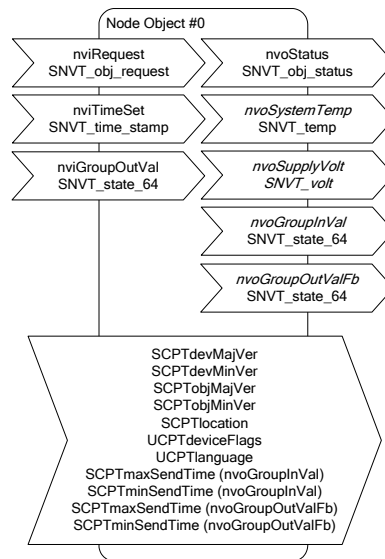 Node Object #0
nviRequest
SNVT_obj_request
nvoStatus
SNVT_obj_status
nviTimeSet
SNVT_time_stamp
nvoSystemTemp
SNVT_temp
nviGroupOutVal
SNVT_state_64
nvoSupplyVolt
SNVT_volt
nvoGroupInVal
SNVT_state_64
nvoGroupOutValFb
SNVT_state_64
SCPTdevMajVer
SCPTdevMinVer
SCPTobjMajVer
SCPTobjMinVer
SCPTlocation
UCPTdeviceFlags
UCPTlanguage
SCPTmaxSendTime (nvoGroupInVal)
SCPTminSendTime (nvoGroupInVal)
SCPTmaxSendTime (nvoGroupOutValFb)
SCPTminSendTime (nvoGroupOutValFb)